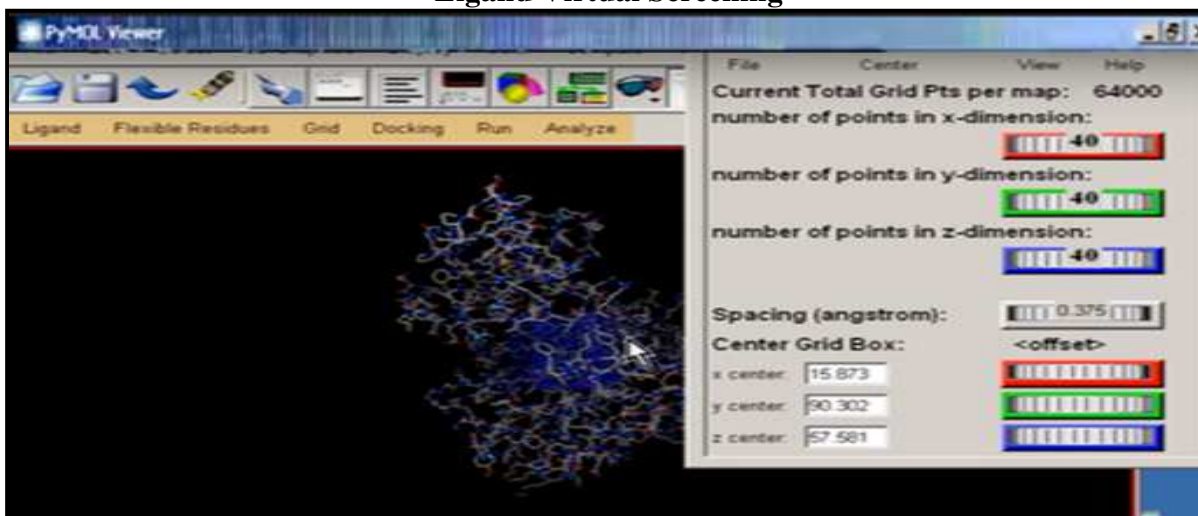 Ligand Virtual Screening
PyMOL Viewer
File Center View Help
Ligand Flexible Residues Grid Docking Run Analyze
Current Total Grid Pts per map: 64000
number of points in x-dimension:
40
number of points in y-dimension:
40
number of points in z-dimension:
40
Spacing (angstrom): 0.375
Center Grid Box: <offset>
x center: 15.873
y center: 90.302
z center: 57.581